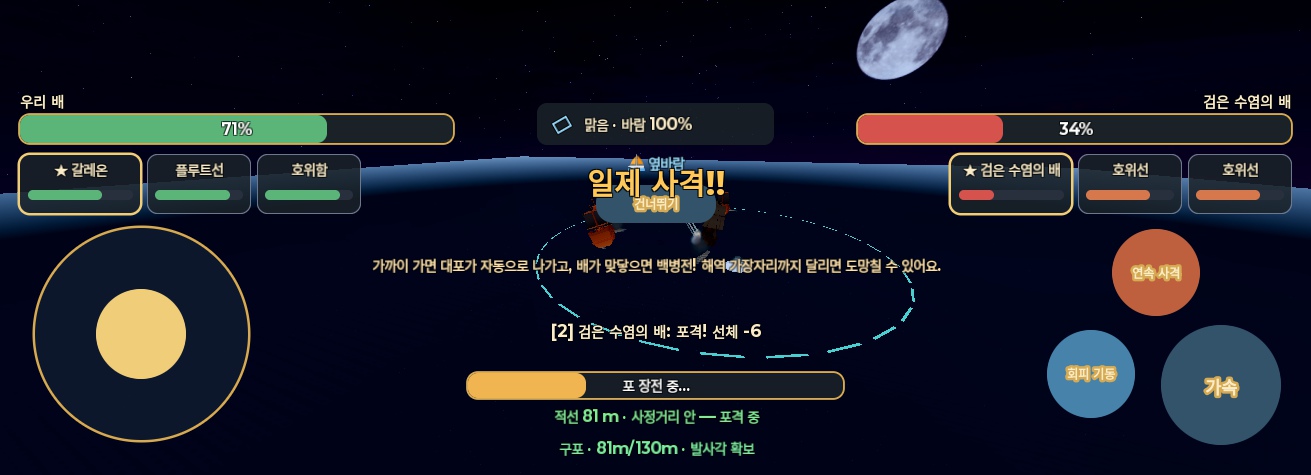 우리 배
검은 수염의 배
71%
맑음 · 바람 100%
34%
★ 갈레온
플루트선
호위함
옆바람
★ 검은 수염의 배
호위선
호위선
일제 사격!!
건너뛰기
가까이 가면 대포가 자동으로 나가고, 배가 맞닿으면 백병전! 해역 가장자리까지 달리면 도망칠 수 있어요.
연속 사격
[2] 검은 수염의 배: 포격! 선체 -6
회피 기동
가속
포 장전 중...
적선 81 m · 사정거리 안 — 포격 중
구포 · 81m/130m · 발사각 확보